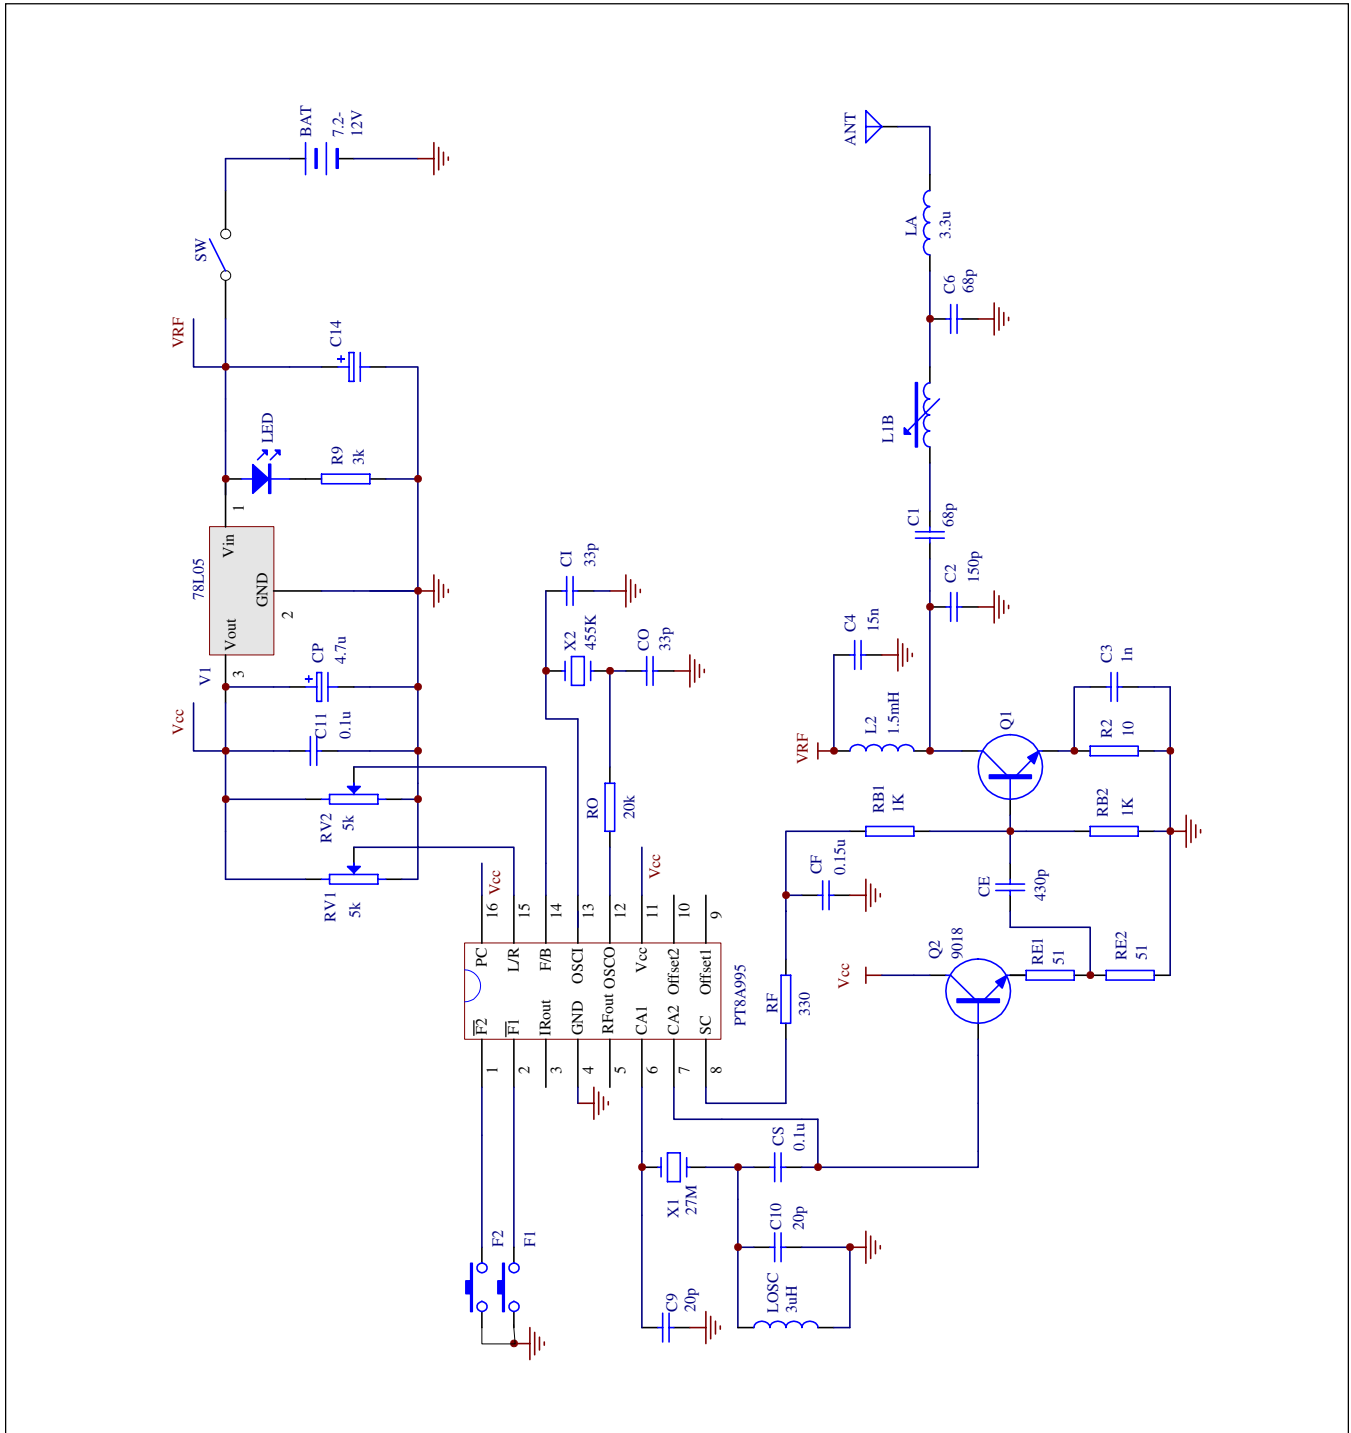 BAT
7.2-
12V
SW
VRF
C14
LED
R9
3k
1
78L05
Vin
GND
Vout
2
3
V1
CP
4.7u
Vcc
C11
0.1u
RV2
5k
RV1
5k
CI
33p
X2
455K
CO
33p
RO
20k
Vcc
Vcc
16
15
14
13
12
11
10
9
PC
L/R
F/B
OSCI
OSCO
Vcc
Offset2
Offset1
F2
F1
IRout
GND
RFout
CA1
CA2
SC
PT8A995
1
2
3
4
5
6
7
8
F2
F1
X1
27M
C9
20p
CS
0.1u
C10
20p
LOSC
3uH
RF
330
CF
0.15u
ANT
LA
3.3u
C6
68p
L1B
C1
68p
C2
150p
C4
15n
L2
1.5mH
VRF
Q1
C3
1n
R2
10
RB1
1K
RB2
1K
CE
430p
Q2
9018
Vcc
RE1
51
RE2
51